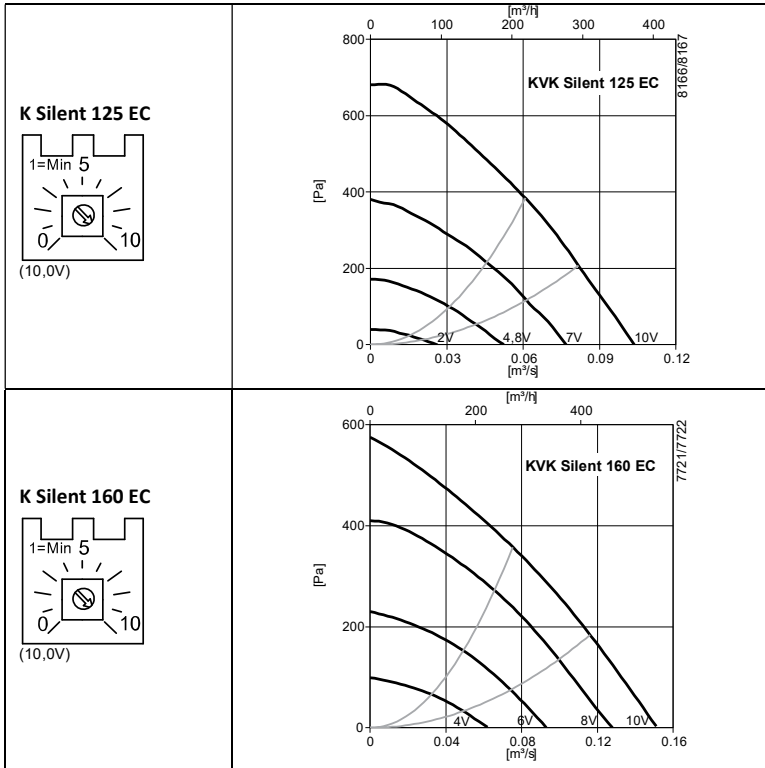 K Silent 125 EC
1=Min 5
0 10
(10,0V)
[m³/h]
0 100 200 300 400
800
600
400
200
0
[Pa]
KVK Silent 125 EC
8166/8167
2V 4,8V 7V 10V
0 0.03 0.06 0.09 0.12
[m³/s]
K Silent 160 EC
1=Min 5
0 10
(10,0V)
[m³/h]
0 200 400
600
400
200
0
[Pa]
KVK Silent 160 EC
7721/7722
4V 6V 8V 10V
0 0.04 0.08 0.12 0.16
[m³/s]